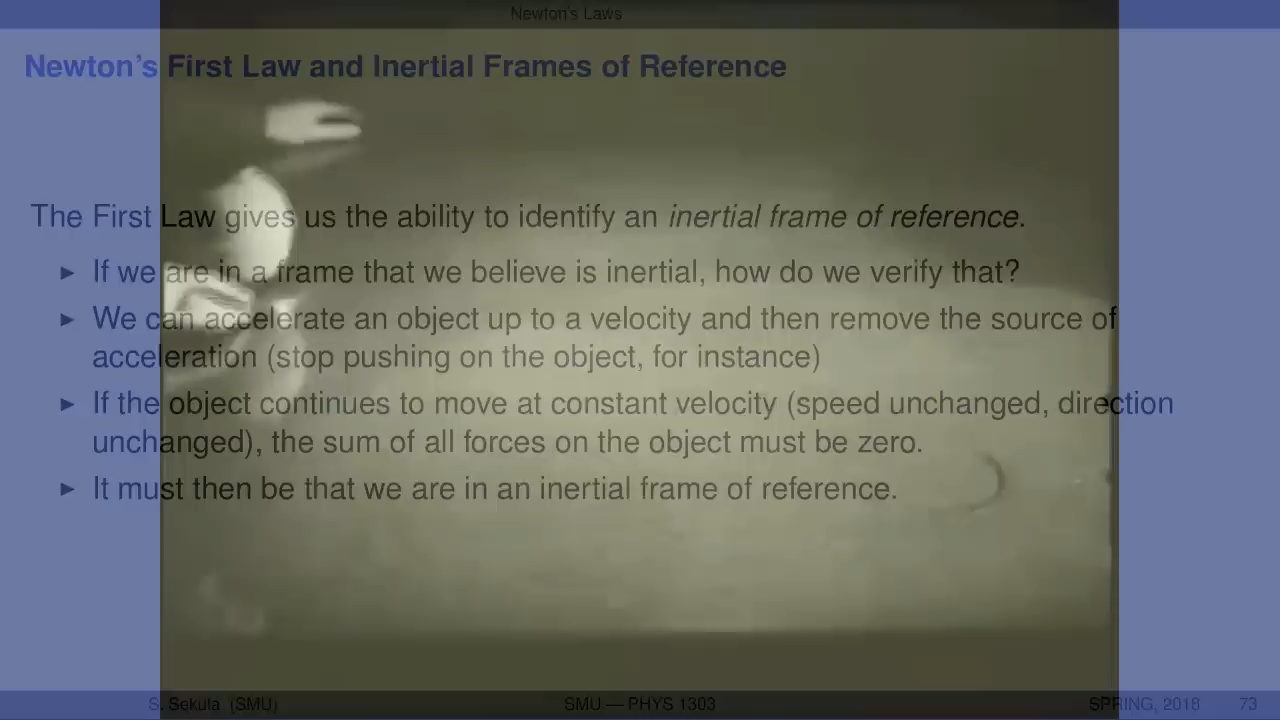 Newton's Laws
Newton's First Law and Inertial Frames of Reference
The First Law gives us the ability to identify an inertial frame of reference.
► If we are in a frame that we believe is inertial, how do we verify that?
► We can accelerate an object up to a velocity and then remove the source of
acceleration (stop pushing on the object, for instance)
► If the object continues to move at constant velocity (speed unchanged, direction
unchanged), the sum of all forces on the object must be zero.
► It must then be that we are in an inertial frame of reference.
S. Sekula (SMU) SMU — PHYS 1303 SPRING, 2018 73